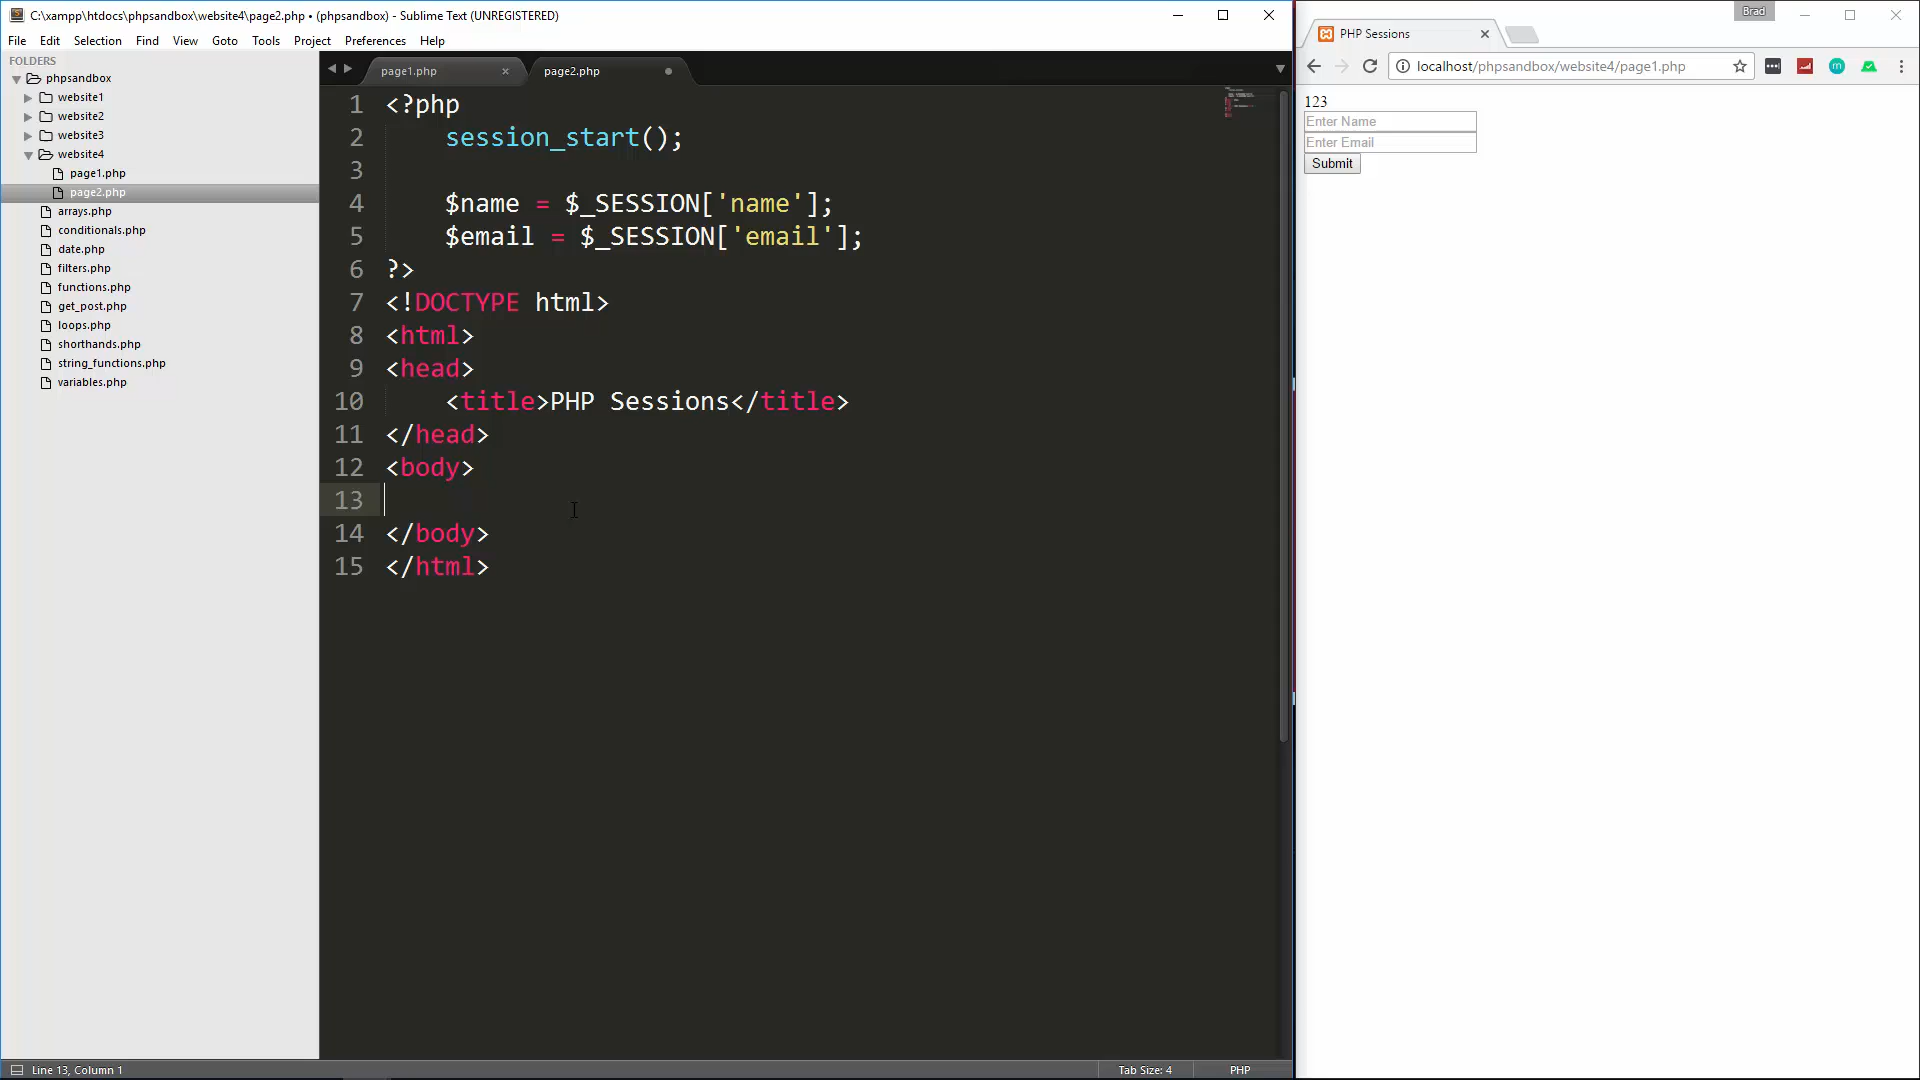 C:\xampp\htdocs\phpsandbox\website4\page2.php • (phpsandbox) - Sublime Text (UNREGISTERED)
File Edit Selection Find View Goto Tools Project Preferences Help
FOLDERS
phpsandbox
website1
website2
website3
website4
page1.php
page2.php
arrays.php
conditionals.php
date.php
filters.php
functions.php
get_post.php
loops.php
shorthands.php
string_functions.php
variables.php
page1.php × page2.php
1 <?php
2 session_start();
3
4 $name = $_SESSION['name'];
5 $email = $_SESSION['email'];
6 ?>
7 <!DOCTYPE html>
8 <html>
9 <head>
10 <title>PHP Sessions</title>
11 </head>
12 <body>
13
14 </body>
15 </html>
Line 13, Column 1 Tab Size: 4 PHP
Brad
PHP Sessions
localhost/phpsandbox/website4/page1.php
m
123
Enter Name
Enter Email
Submit